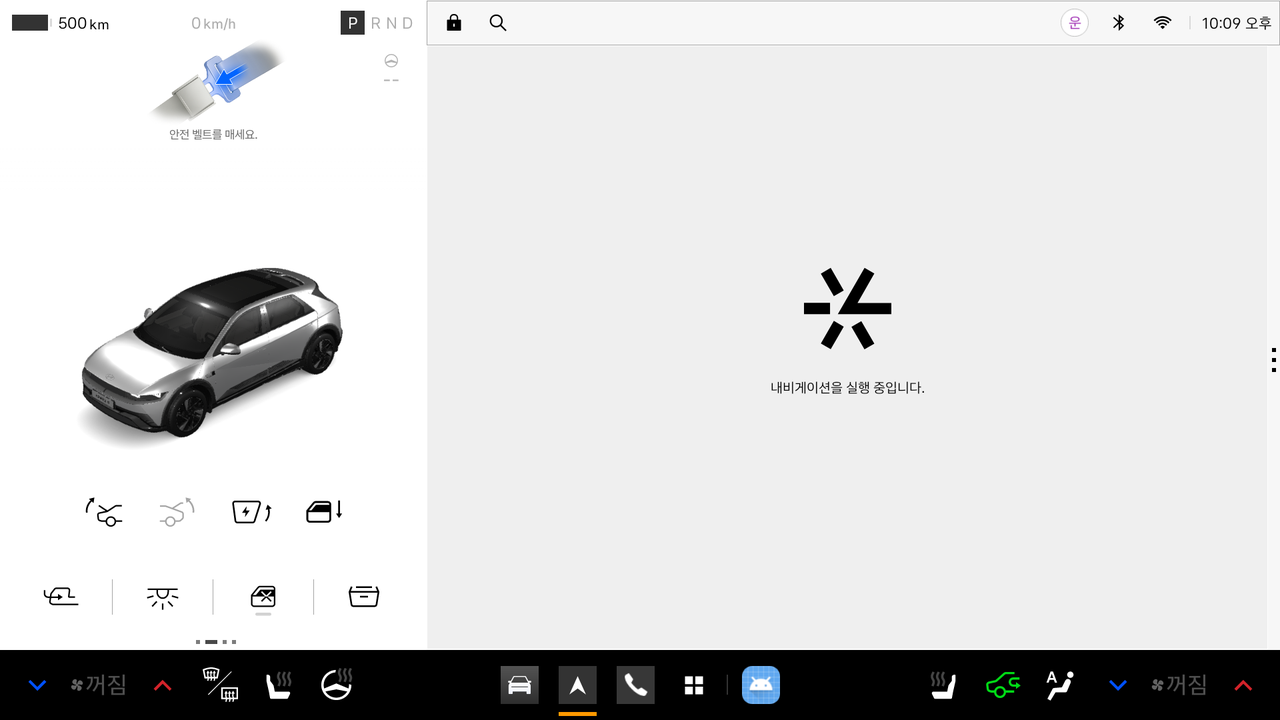 500 km
0 km/h
P R N D
운
10:09 오후
안전 벨트를 매세요.
내비게이션을 실행 중입니다.
꺼짐
A
꺼짐